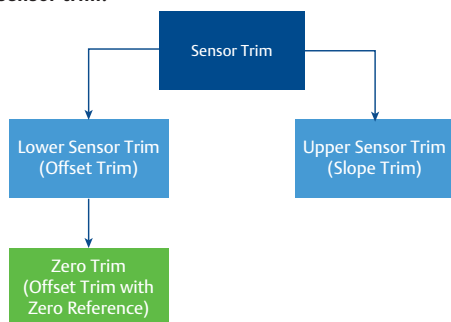 Sensor Trim
Lower Sensor Trim
(Offset Trim)
Upper Sensor Trim
(Slope Trim)
Zero Trim
(Offset Trim with
Zero Reference)